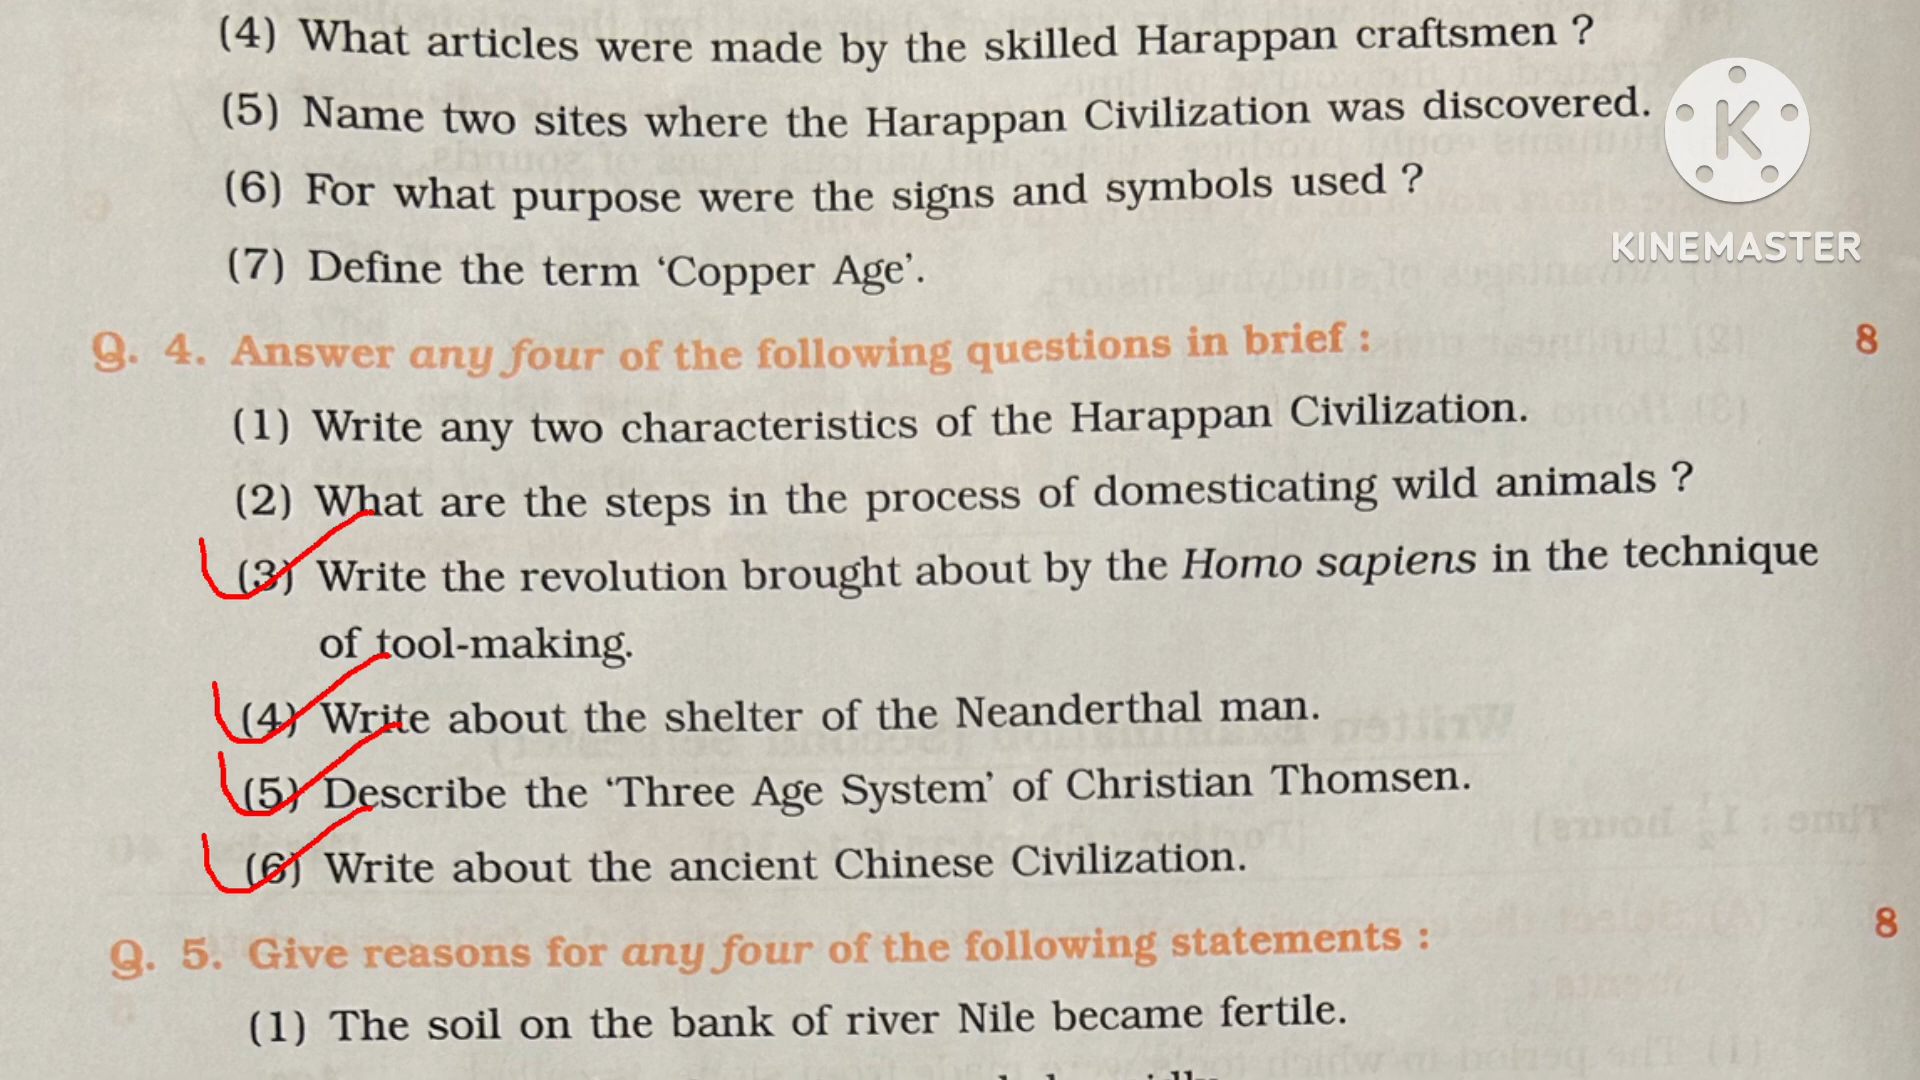 (4) What articles were made by the skilled Harappan craftsmen ?
(5) Name two sites where the Harappan Civilization was discovered.
(6) For what purpose were the signs and symbols used ?
(7) Define the term ‘Copper Age’.
K
KINEMASTER
Q. 4. Answer any four of the following questions in brief : 8
(1) Write any two characteristics of the Harappan Civilization.
(2) What are the steps in the process of domesticating wild animals ?
(3) Write the revolution brought about by the Homo sapiens in the technique
of tool-making.
(4) Write about the shelter of the Neanderthal man.
(5) Describe the ‘Three Age System’ of Christian Thomsen.
(6) Write about the ancient Chinese Civilization.
Q. 5. Give reasons for any four of the following statements : 8
(1) The soil on the bank of river Nile became fertile.